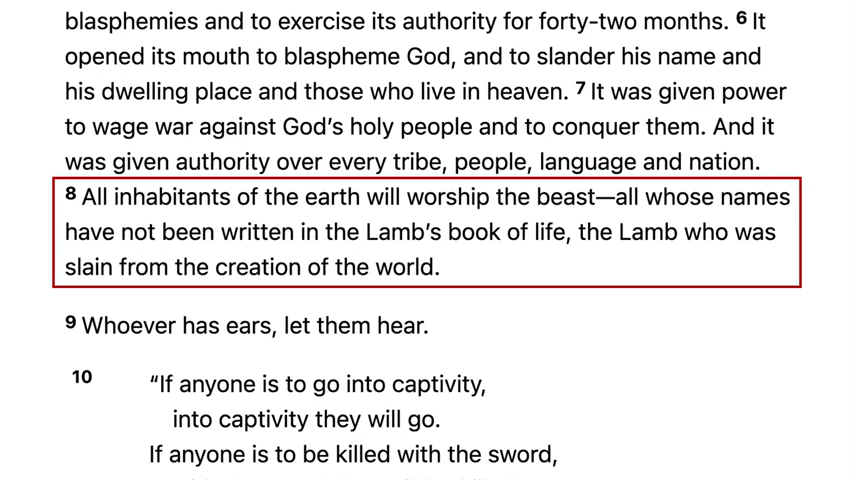 blasphemies and to exercise its authority for forty-two months. 6 It
opened its mouth to blaspheme God, and to slander his name and
his dwelling place and those who live in heaven. 7 It was given power
to wage war against God’s holy people and to conquer them. And it
was given authority over every tribe, people, language and nation.
8 All inhabitants of the earth will worship the beast—all whose names
have not been written in the Lamb’s book of life, the Lamb who was
slain from the creation of the world.
9 Whoever has ears, let them hear.
10 “If anyone is to go into captivity,
into captivity they will go.
If anyone is to be killed with the sword,